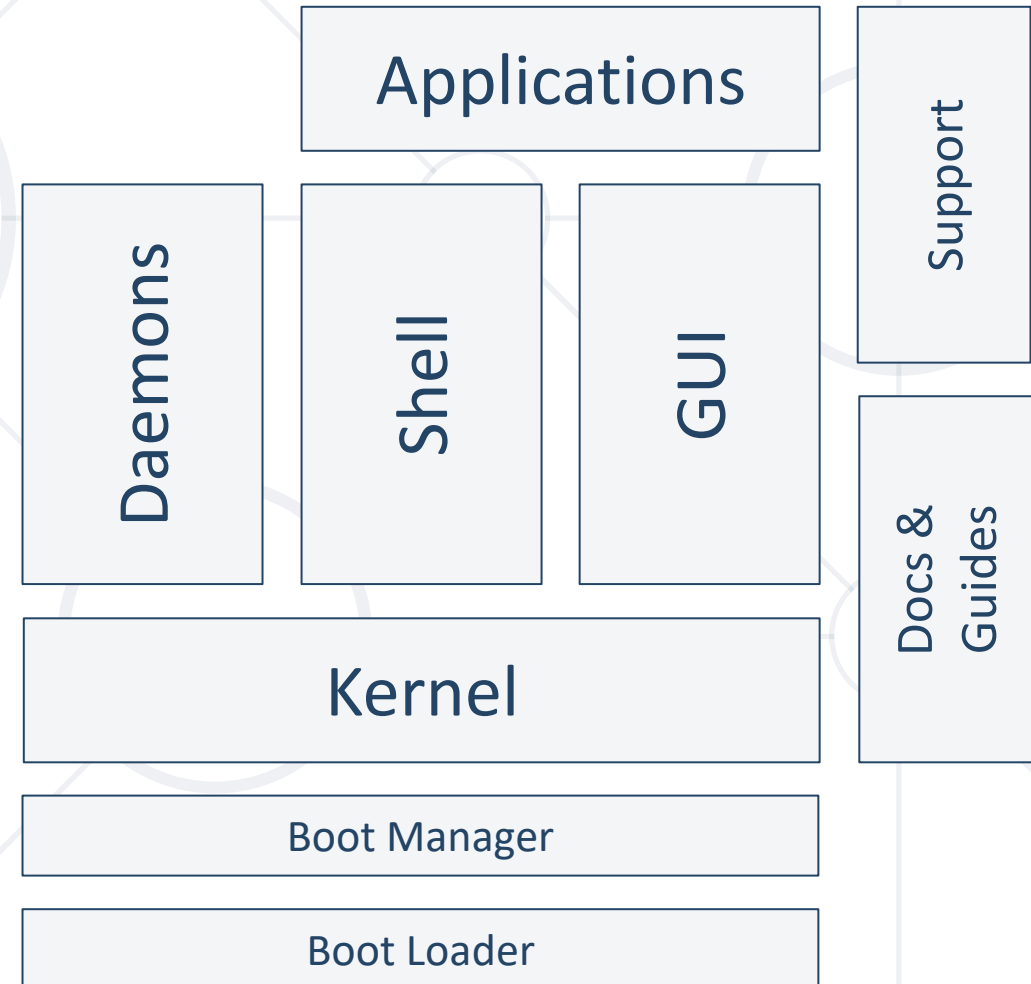 Applications
Support
Daemons
Shell
GUI
Docs &
Guides
Kernel
Boot Manager
Boot Loader